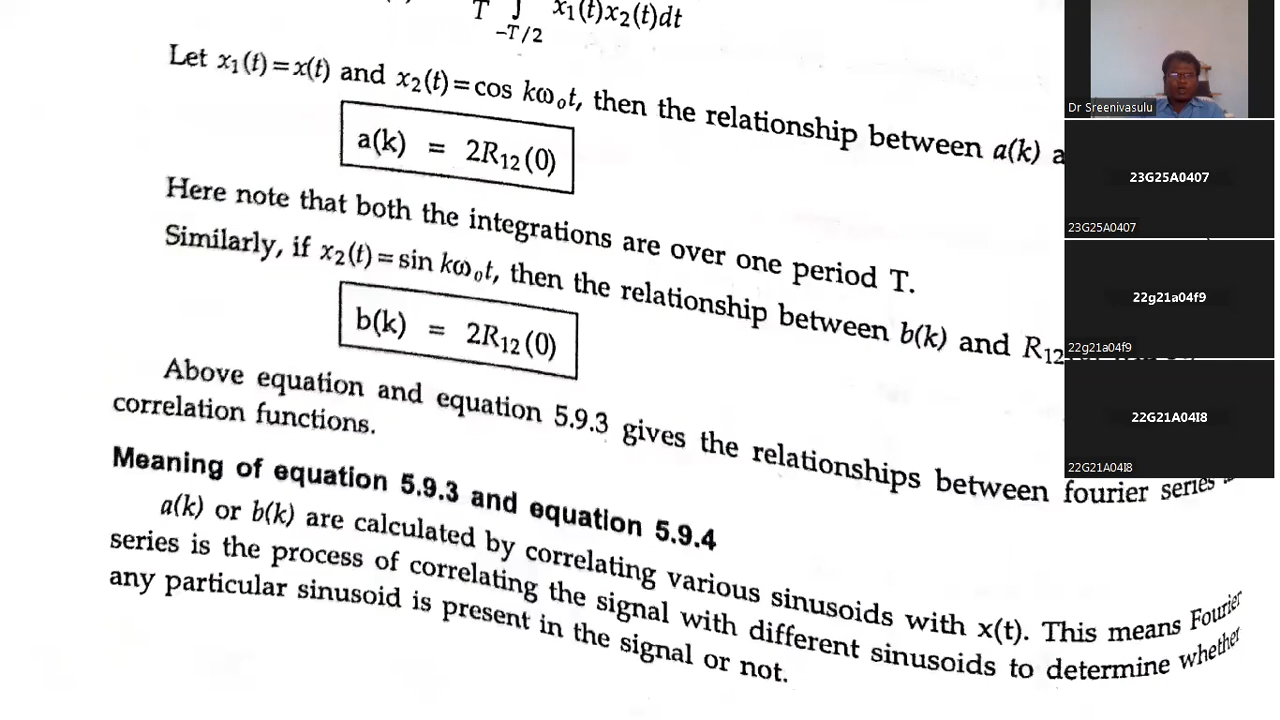 T ∫ x₁(t)x₂(t)dt
–T/2
Let x₁(t)=x(t) and x₂(t)=cos kω₀t, then the relationship between a(k)
a(k) = 2R₁₂(0)
Here note that both the integrations are over one period T.
Similarly, if x₂(t)=sin kω₀t, then the relationship between b(k) and R₁₂
b(k) = 2R₁₂(0)
Above equation and equation 5.9.3 gives the relationships between fourier series
correlation functions.
Meaning of equation 5.9.3 and equation 5.9.4
a(k) or b(k) are calculated by correlating various sinusoids with x(t). This means Fourier
series is the process of correlating the signal with different sinusoids to determine whether
any particular sinusoid is present in the signal or not.
Dr Sreenivasulu
23G25A0407
23G25A0407
22g21a04f9
22g21a04f9
22G21A04I8
22G21A04I8